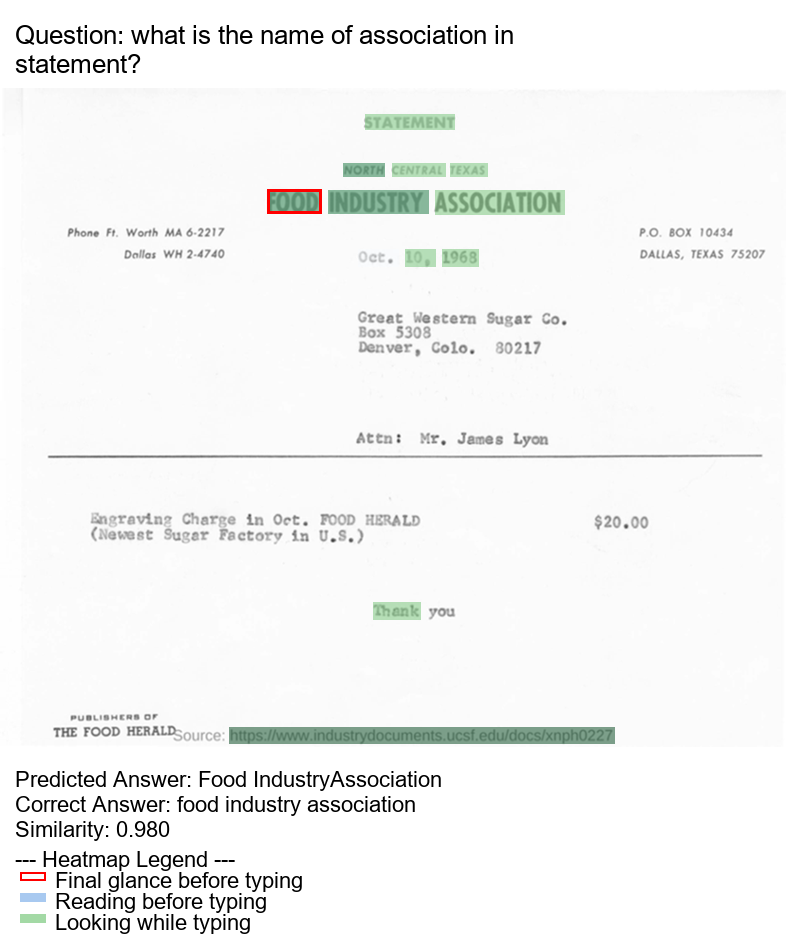 Question: what is the name of association in
statement?
STATEMENT
NORTH CENTRAL TEXAS
FOOD INDUSTRY ASSOCIATION
Phone Ft. Worth MA 6-2217
Dallas WH 2-4740
P.O. BOX 10434
DALLAS, TEXAS 75207
Oct. 10, 1968
Great Western Sugar Co.
Box 5308
Denver, Colo. 80217
Attn: Mr. James Lyon
Engraving Charge in Oct. FOOD HERALD $20.00
(Newest Sugar Factory in U.S.)
Thank you
PUBLISHERS OF
THE FOOD HERALD
Source: https://www.industrydocuments.ucsf.edu/docs/xnph0227
Predicted Answer: Food IndustryAssociation
Correct Answer: food industry association
Similarity: 0.980
--- Heatmap Legend ---
Final glance before typing
Reading before typing
Looking while typing